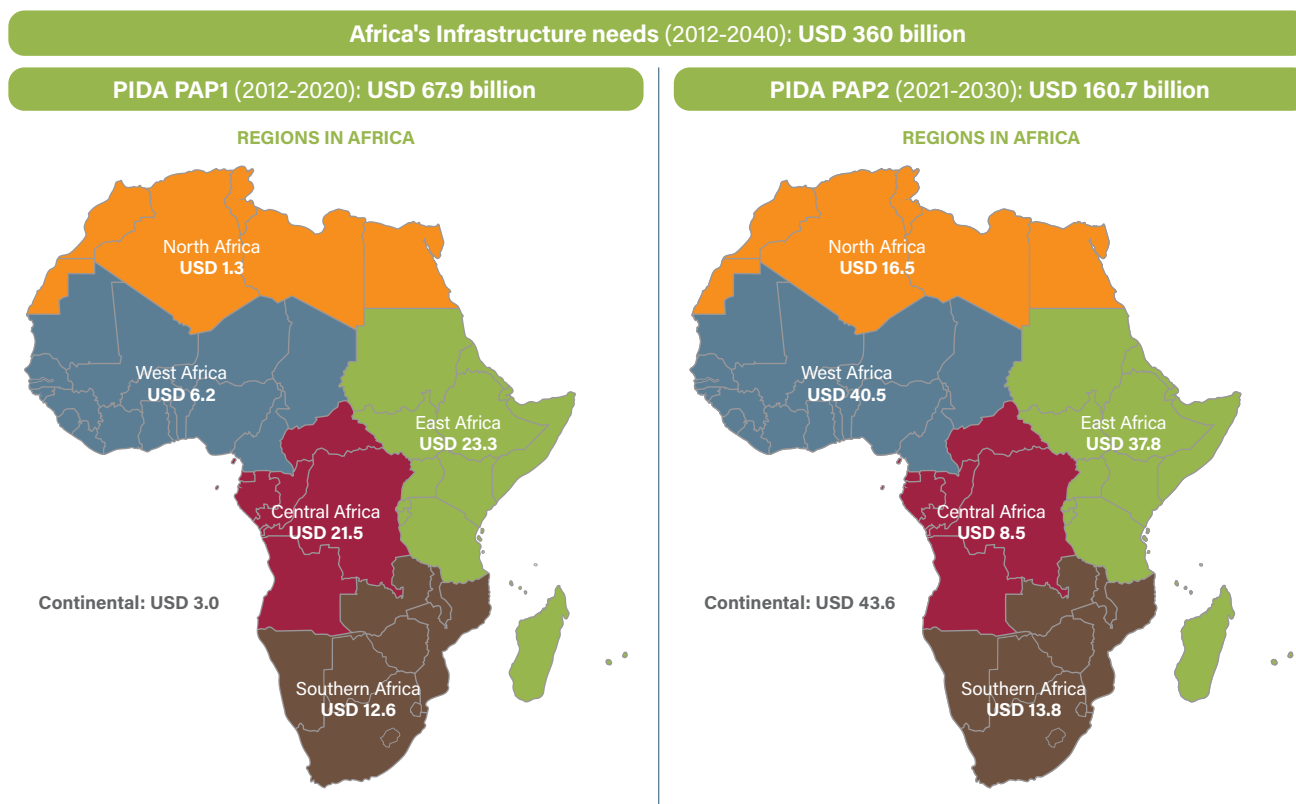 Africa's Infrastructure needs (2012-2040): USD 360 billion
PIDA PAP1 (2012-2020): USD 67.9 billion
REGIONS IN AFRICA
North Africa
USD 1.3
West Africa
USD 6.2
East Africa
USD 23.3
Central Africa
USD 21.5
Continental: USD 3.0
Southern Africa
USD 12.6
PIDA PAP2 (2021-2030): USD 160.7 billion
REGIONS IN AFRICA
North Africa
USD 16.5
West Africa
USD 40.5
East Africa
USD 37.8
Central Africa
USD 8.5
Continental: USD 43.6
Southern Africa
USD 13.8